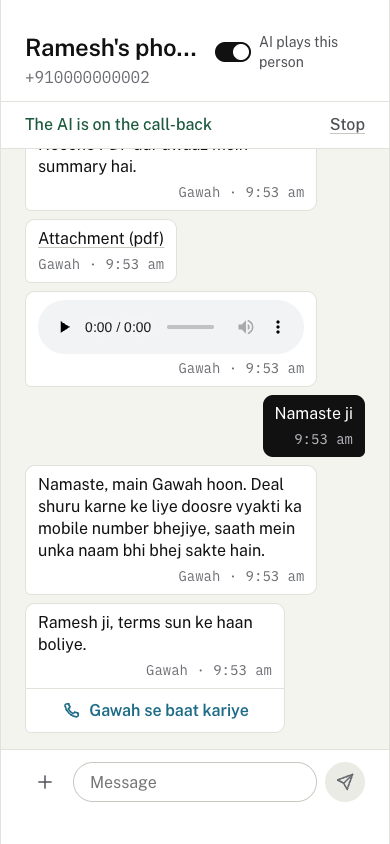 Ramesh's pho...
AI plays this
person
+910000000002
The AI is on the call-back
Stop
summary hai.
Gawah · 9:53 am
Attachment (pdf)
Gawah · 9:53 am
0:00 / 0:00
Gawah · 9:53 am
Namaste ji
9:53 am
Namaste, main Gawah hoon. Deal
shuru karne ke liye doosre vyakti ka
mobile number bhejiye, saath mein
unka naam bhi bhej sakte hain.
Gawah · 9:53 am
Ramesh ji, terms sun ke haan
boliye.
Gawah · 9:53 am
Gawah se baat kariye
Message